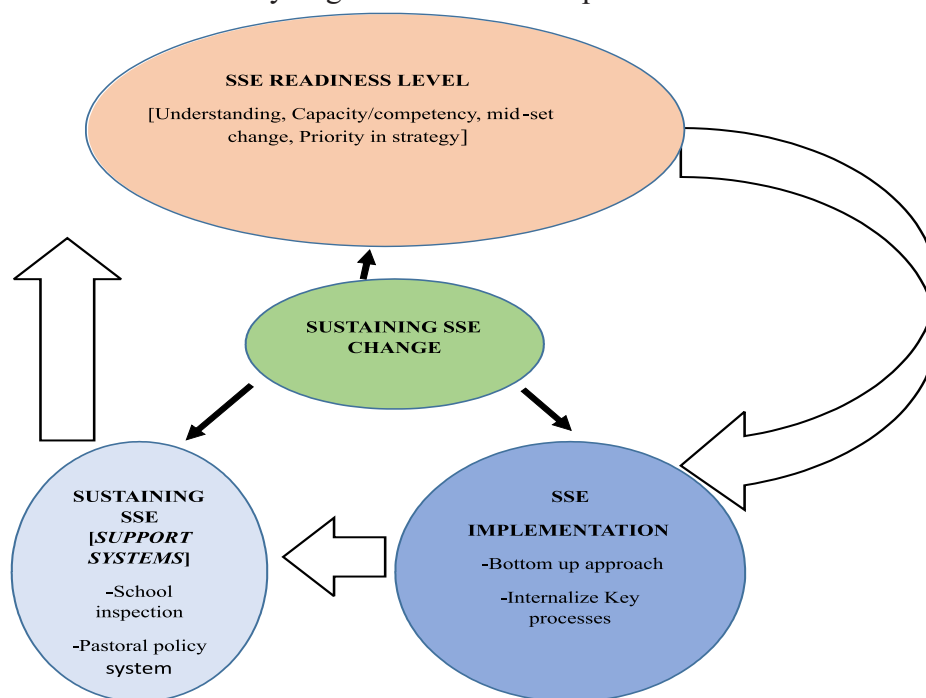 SSE READINESS LEVEL
[Understanding, Capacity/competency, mid-set
change, Priority in strategy]
SUSTAINING SSE
CHANGE
SUSTAINING
SSE
[SUPPORT
SYSTEMS]
-School
inspection
-Pastoral policy
system
SSE
IMPLEMENTATION
-Bottom up approach
-Internalize Key
processes